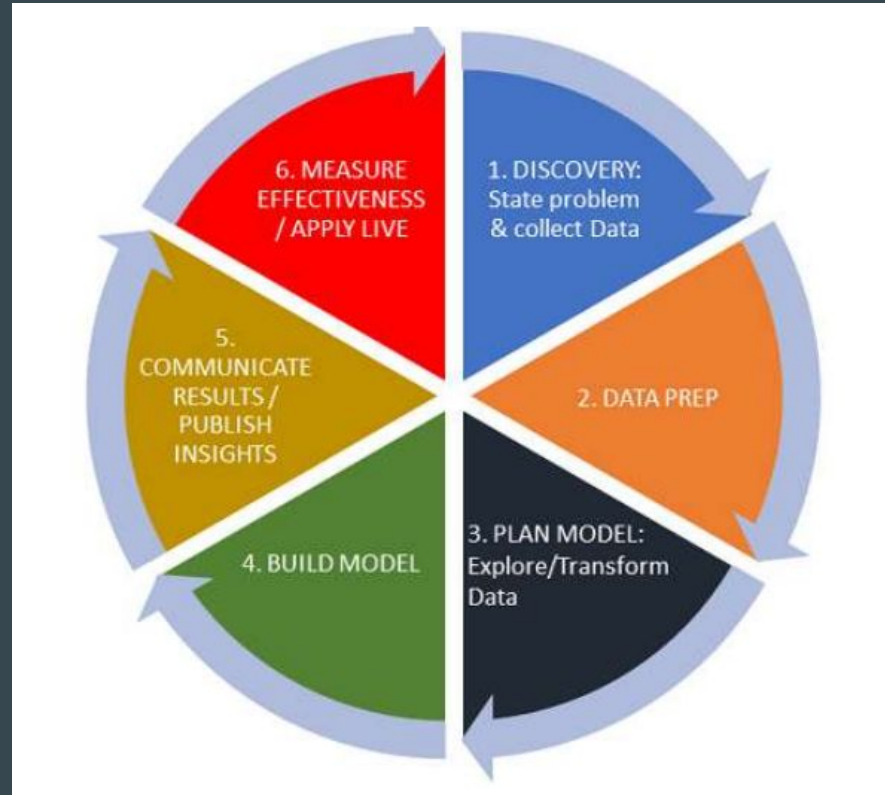 1. DISCOVERY:
State problem
& collect Data
2. DATA PREP
3. PLAN MODEL:
Explore/Transform
Data
4. BUILD MODEL
5.
COMMUNICATE
RESULTS /
PUBLISH
INSIGHTS
6. MEASURE
EFFECTIVENESS
/ APPLY LIVE